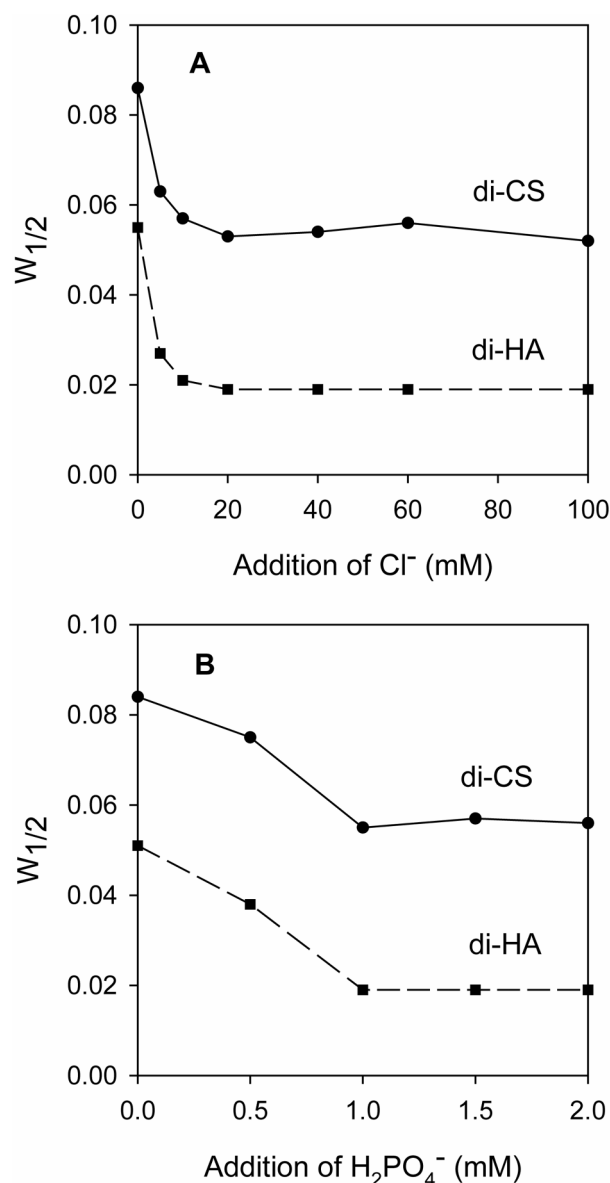 0.10
A
0.08
0.06
di-CS
W1/2
0.04
di-HA
0.02
0.00
0 20 40 60 80 100
Addition of Cl⁻ (mM)
0.10
B
0.08
di-CS
0.06
W1/2
0.04
di-HA
0.02
0.00
0.0 0.5 1.0 1.5 2.0
Addition of H₂PO₄⁻ (mM)